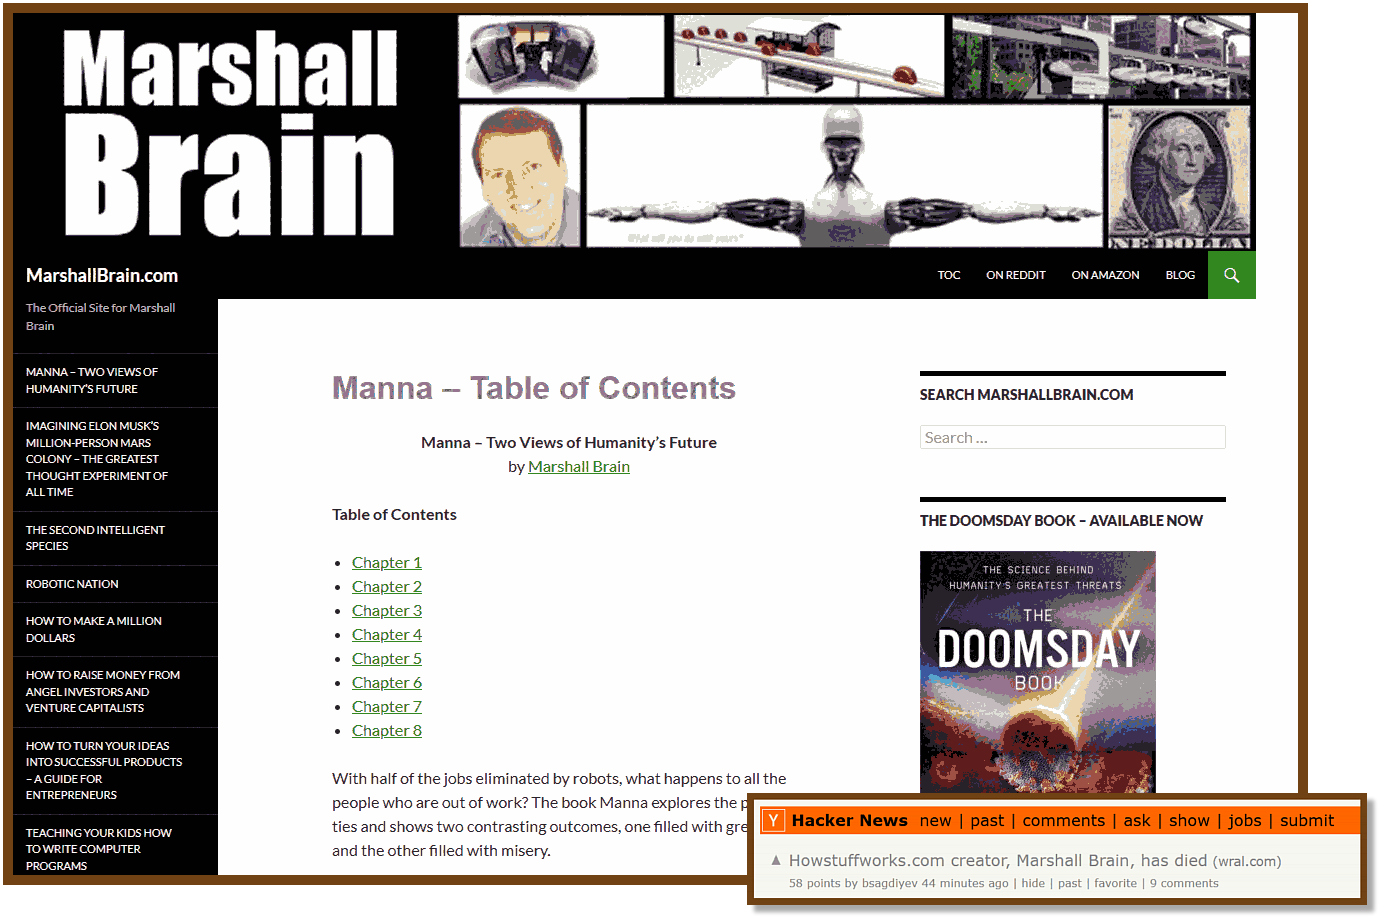 Marshall
Brain
"What will you do with yours"
NE DOLLA
MarshallBrain.com
TOC
ON REDDIT
ON AMAZON
BLOG
The Official Site for Marshall
Brain
MANNA – TWO VIEWS OF
HUMANITY'S FUTURE
IMAGINING ELON MUSK'S
MILLION-PERSON MARS
COLONY – THE GREATEST
THOUGHT EXPERIMENT OF
ALL TIME
THE SECOND INTELLIGENT
SPECIES
ROBOTIC NATION
HOW TO MAKE A MILLION
DOLLARS
HOW TO RAISE MONEY FROM
ANGEL INVESTORS AND
VENTURE CAPITALISTS
HOW TO TURN YOUR IDEAS
INTO SUCCESSFUL PRODUCTS
– A GUIDE FOR
ENTREPRENEURS
TEACHING YOUR KIDS HOW
TO WRITE COMPUTER
PROGRAMS
Manna – Table of Contents
Manna – Two Views of Humanity's Future
by Marshall Brain
Table of Contents
• Chapter 1
• Chapter 2
• Chapter 3
• Chapter 4
• Chapter 5
• Chapter 6
• Chapter 7
• Chapter 8
With half of the jobs eliminated by robots, what happens to all the
people who are out of work? The book Manna explores the p
ties and shows two contrasting outcomes, one filled with gre
and the other filled with misery.
SEARCH MARSHALLBRAIN.COM
Search ...
THE DOOMSDAY BOOK – AVAILABLE NOW
THE SCIENCE BEHIND
HUMANITY'S GREATEST THREATS
THE
DOOMSDAY
BOOK
Y Hacker News new | past | comments | ask | show | jobs | submit
▲ Howstuffworks.com creator, Marshall Brain, has died (wral.com)
58 points by bsagdiyev 44 minutes ago | hide | past | favorite | 9 comments